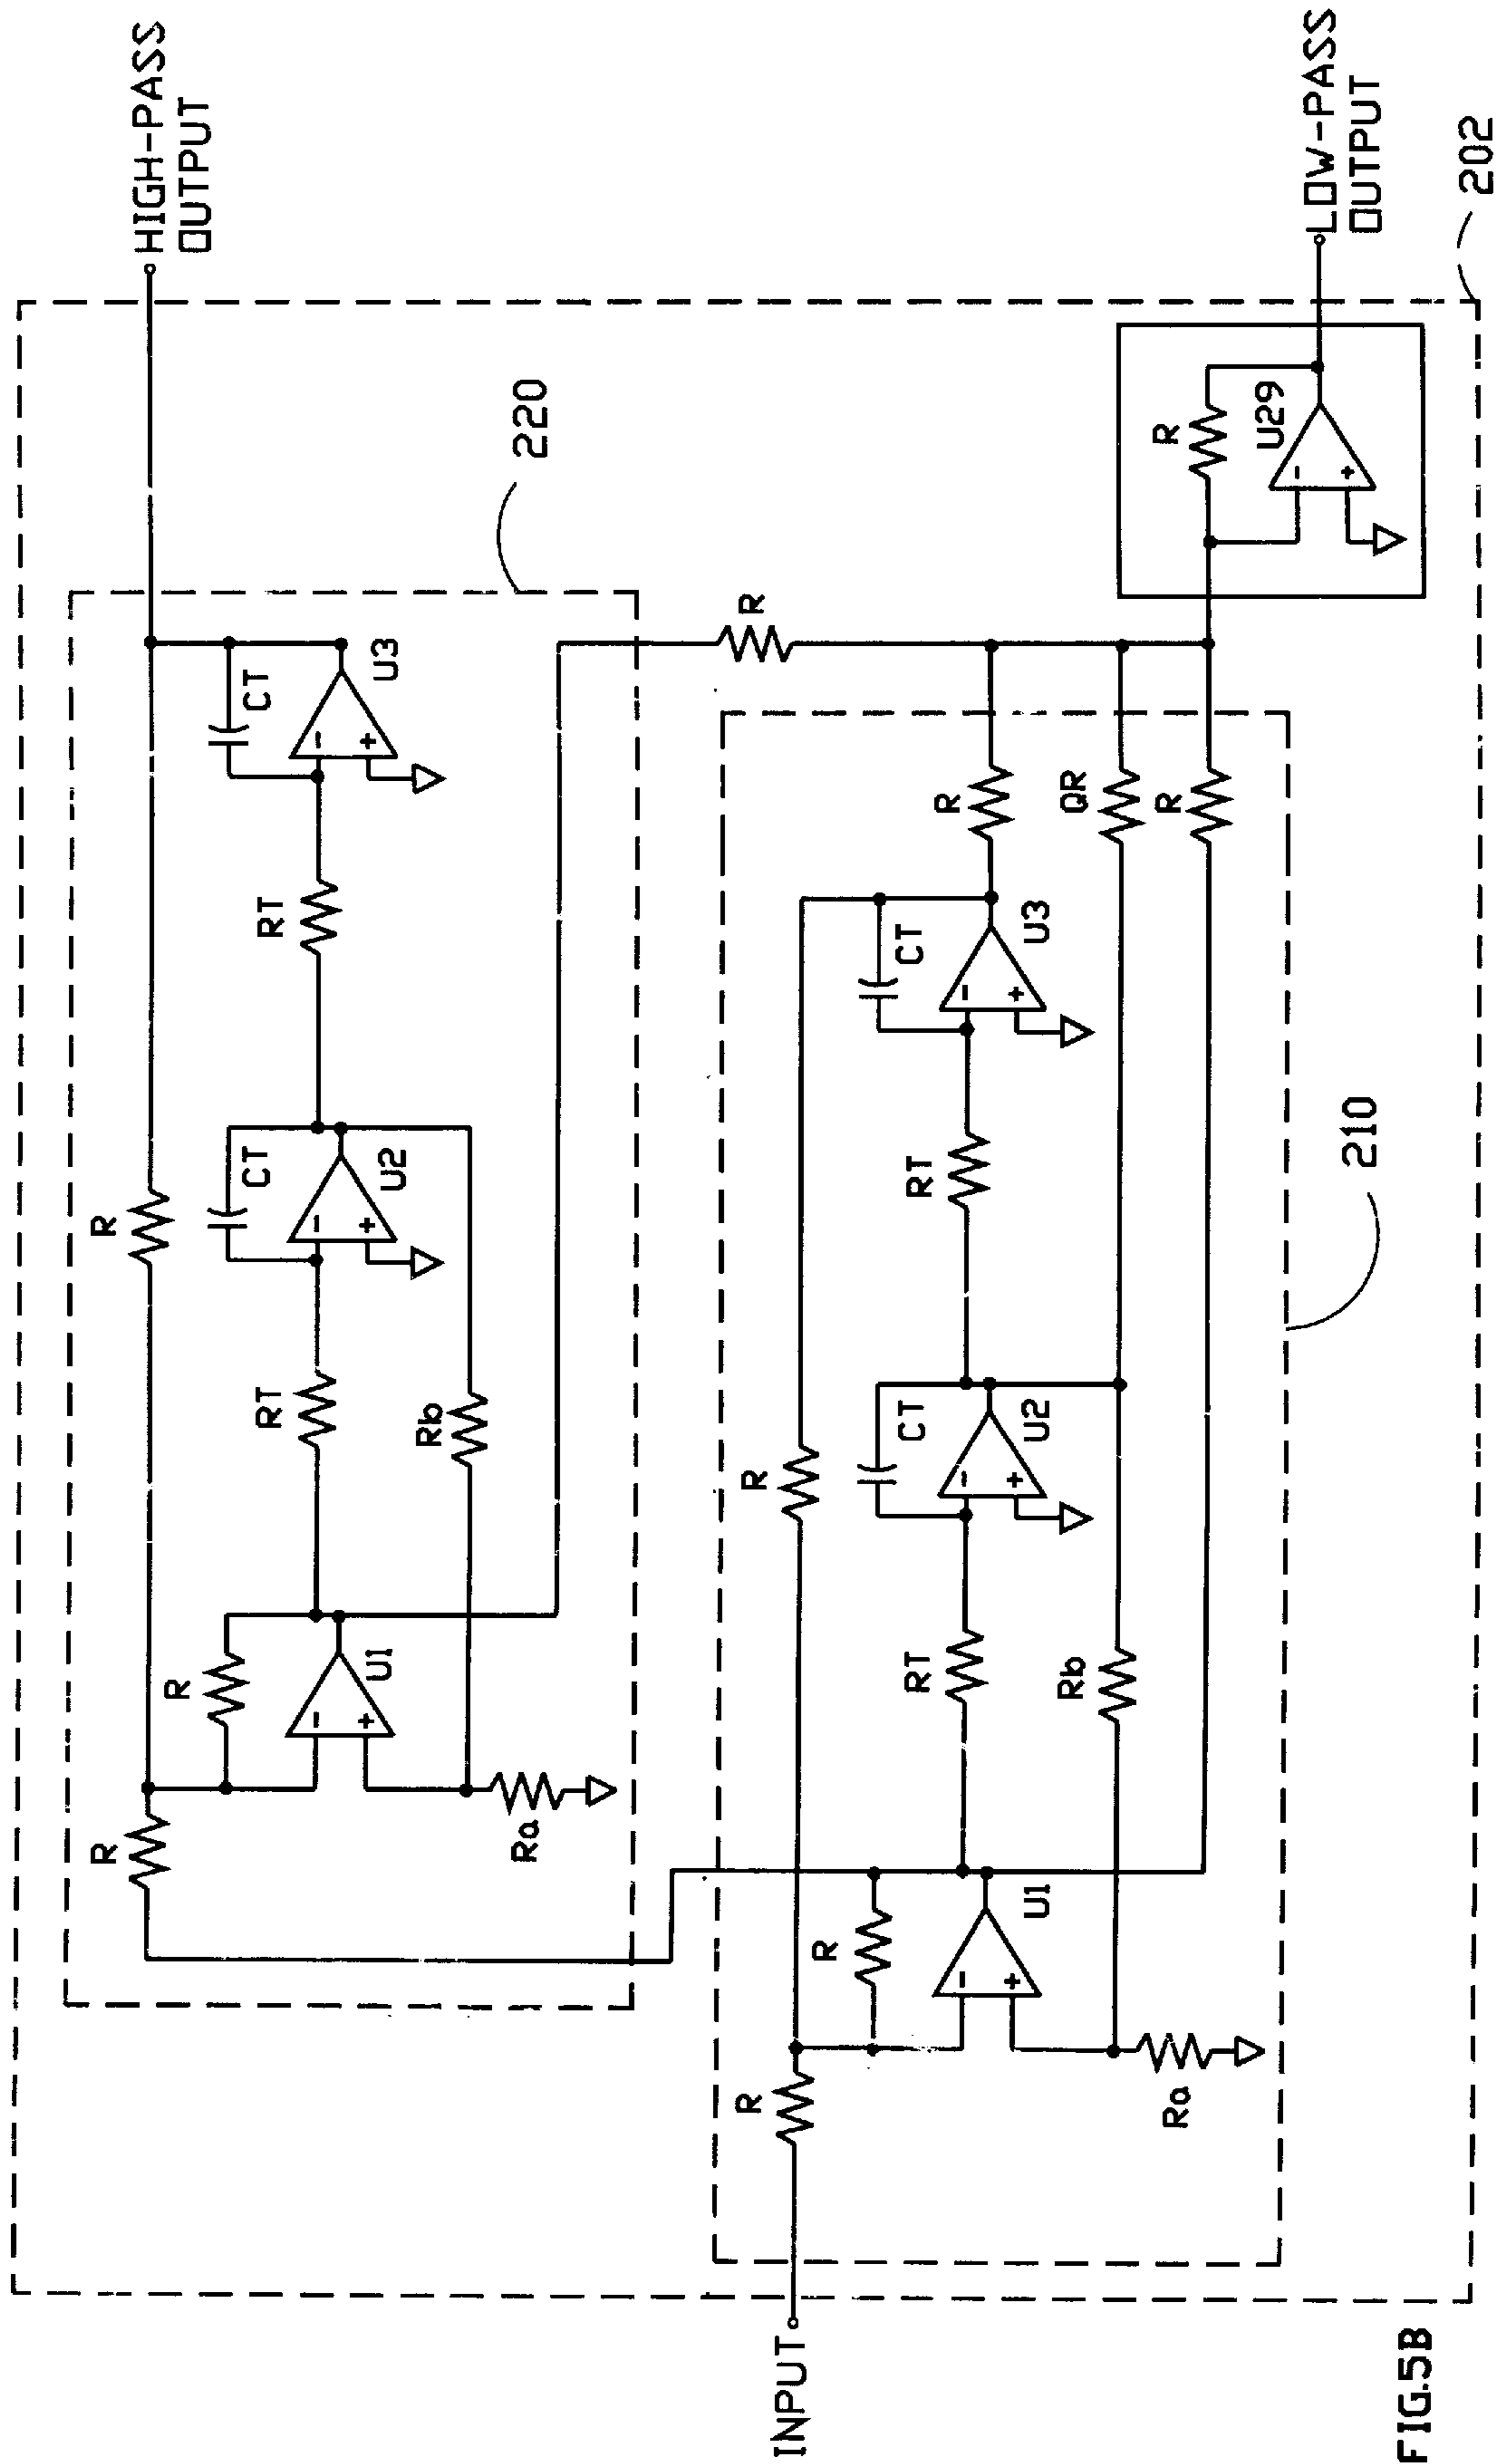 HIGH-PASS
OUTPUT
220
R
CT
U3
RT
R
CT
U2
RT
Rb
R
U1
R
Ra
R
LOW-PASS
OUTPUT
202
R
U29
R
QR
R
CT
U3
RT
R
CT
U2
210
RT
Rb
R
U1
R
Ra
INPUT
FIG.5B